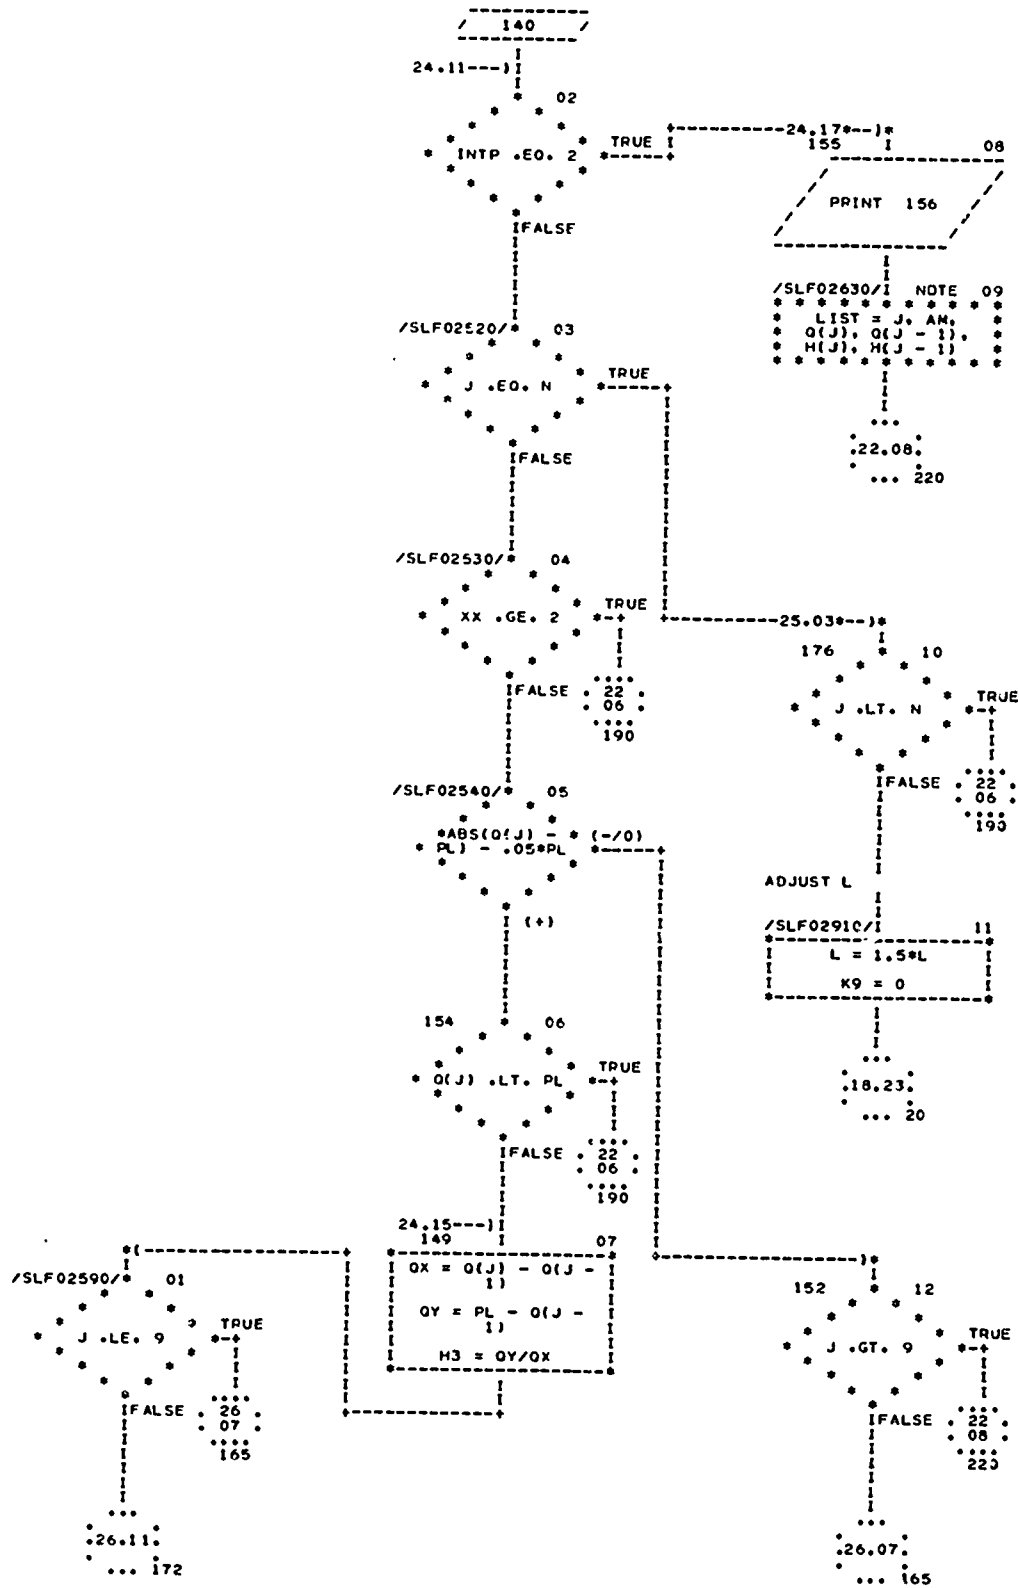 140
24.11
02
INTP .EQ. 2
TRUE
FALSE
24.17
155
08
PRINT 156
/SLF02630/
NOTE 09
LIST = J, AM,
Q(J), Q(J - 1),
H(J), H(J - 1)
22.08
220
/SLF02520/
03
J .EQ. N
TRUE
FALSE
/SLF02530/
04
XX .GE. 2
TRUE
FALSE
22
06
190
25.03
176
10
J .LT. N
TRUE
FALSE
22
06
190
/SLF02540/
05
ABS(Q(J) -
PL) - .05*PL
(-/0)
(+)
ADJUST L
/SLF02910/
11
L = 1.5*L
K9 = 0
18.23
20
154
06
Q(J) .LT. PL
TRUE
FALSE
22
06
190
24.15
149
07
QX = Q(J) - Q(J -
1)
QY = PL - Q(J -
1)
H3 = QY/QX
/SLF02590/
01
J .LE. 9
TRUE
FALSE
26
07
165
26.11
172
152
12
J .GT. 9
TRUE
FALSE
22
08
220
26.07
165